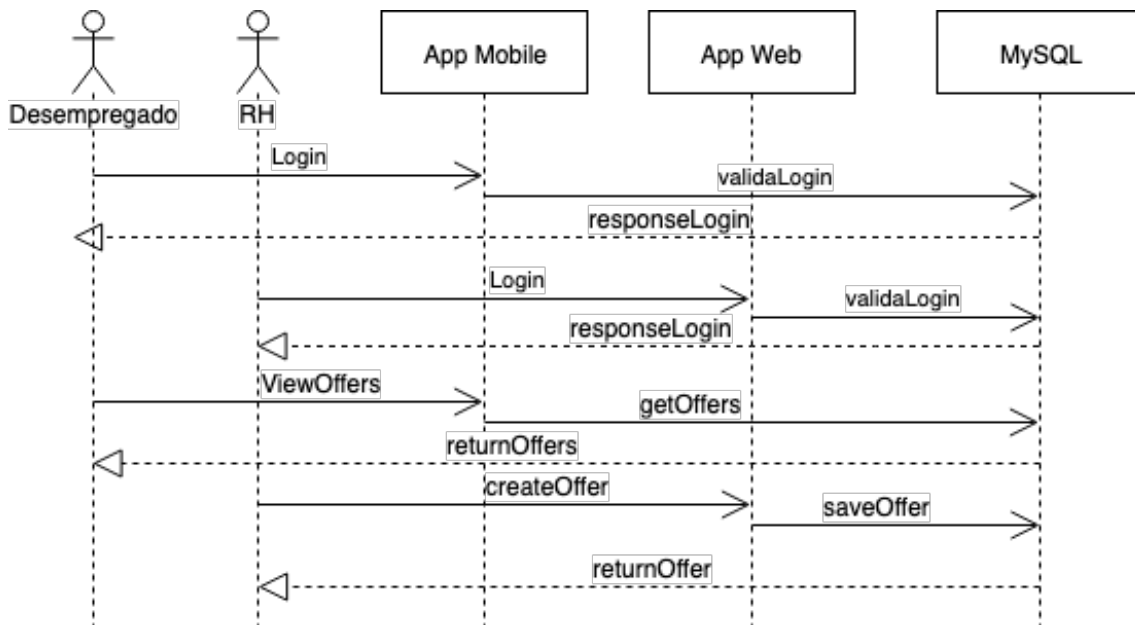 App Mobile
App Web
MySQL
Desempregado
RH
Login
validaLogin
responseLogin
Login
validaLogin
responseLogin
ViewOffers
getOffers
returnOffers
createOffer
saveOffer
returnOffer